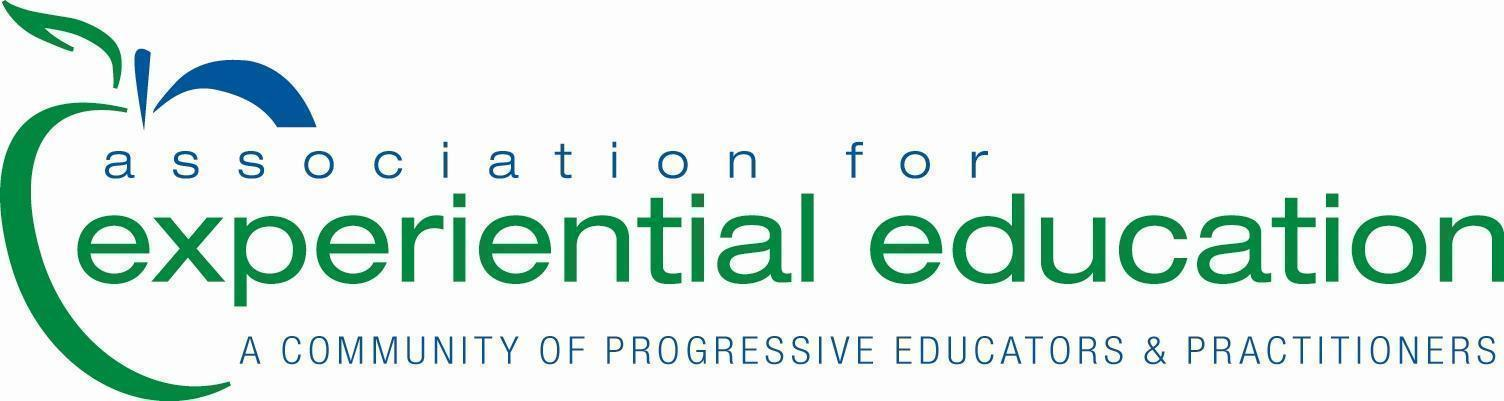 association for
experiential education
A COMMUNITY OF PROGRESSIVE EDUCATORS & PRACTITIONERS